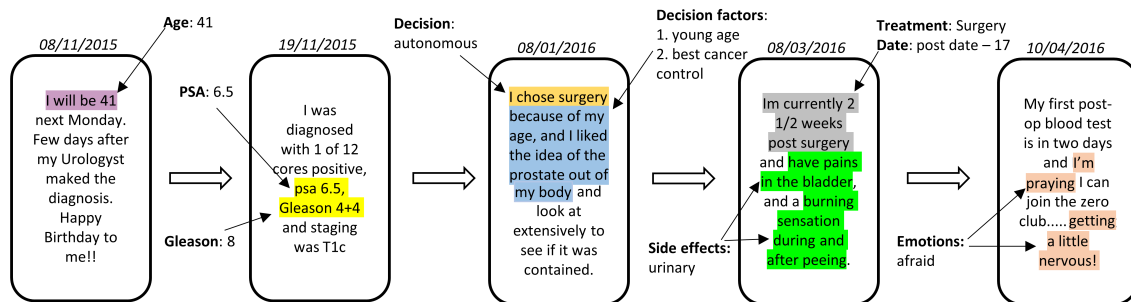 Age: 41
08/11/2015
I will be 41
next Monday.
Few days after
my Urologyst
made the
diagnosis.
Happy
Birthday to
me!!
PSA: 6.5
Gleason: 8
19/11/2015
I was
diagnosed
with 1 of 12
cores positive,
psa 6.5,
Gleason 4+4
and staging
was T1c
Decision:
autonomous
08/01/2016
I chose surgery
because of my
age, and I liked
the idea of the
prostate out of
my body and
look at
extensively to
see if it was
contained.
Decision factors:
1. young age
2. best cancer
control
Side effects:
urinary
Treatment: Surgery
Date: post date – 17
08/03/2016
Im currently 2
1/2 weeks
post surgery
and have pains
in the bladder,
and a burning
sensation
during and
after peeing.
Emotions:
afraid
10/04/2016
My first post-
op blood test
is in two days
and I’m
praying I can
join the zero
club..... getting
a little
nervous!